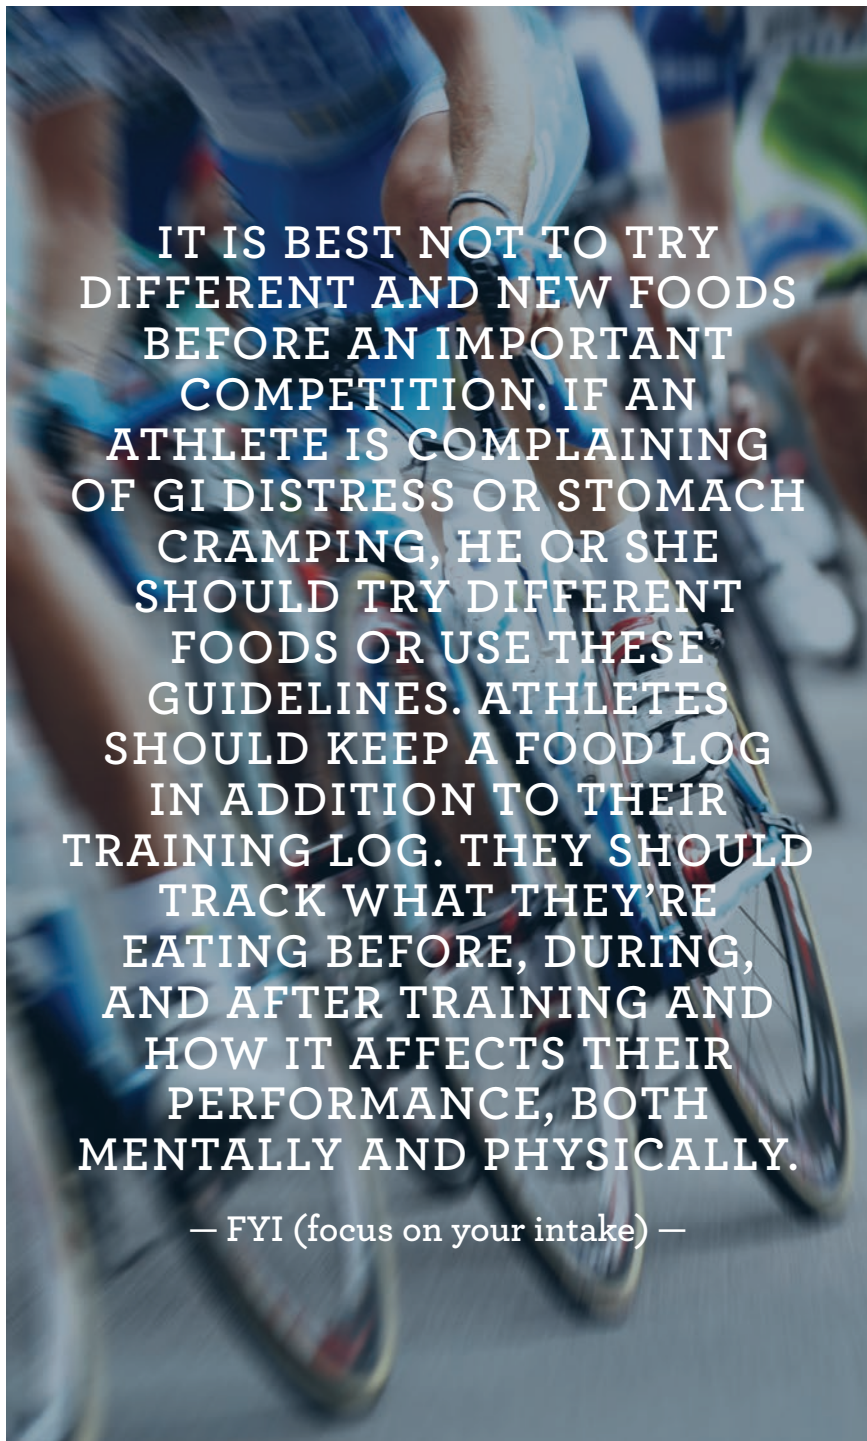 IT IS BEST NOT TO TRY
DIFFERENT AND NEW FOODS
BEFORE AN IMPORTANT
COMPETITION. IF AN
ATHLETE IS COMPLAINING
OF GI DISTRESS OR STOMACH
CRAMPING, HE OR SHE
SHOULD TRY DIFFERENT
FOODS OR USE THESE
GUIDELINES. ATHLETES
SHOULD KEEP A FOOD LOG
IN ADDITION TO THEIR
TRAINING LOG. THEY SHOULD
TRACK WHAT THEY’RE
EATING BEFORE, DURING,
AND AFTER TRAINING AND
HOW IT AFFECTS THEIR
PERFORMANCE, BOTH
MENTALLY AND PHYSICALLY.
— FYI (focus on your intake) —